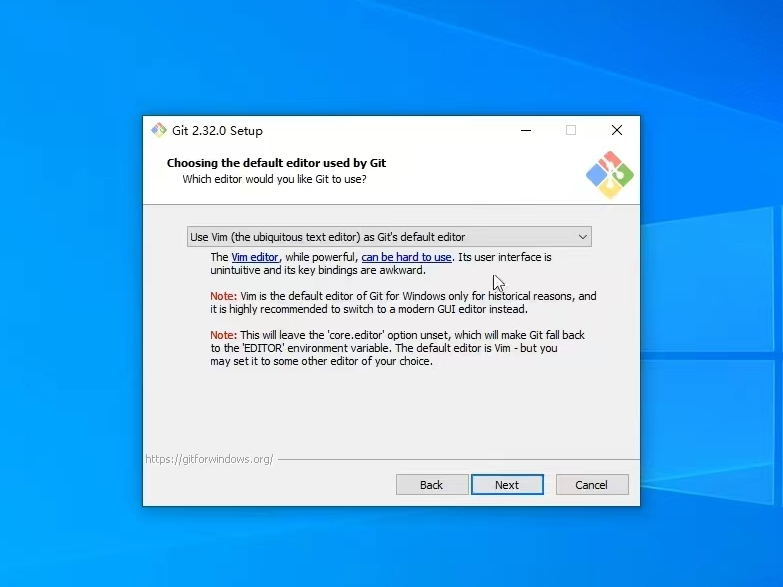 Git 2.32.0 Setup
Choosing the default editor used by Git
Which editor would you like Git to use?
Use Vim (the ubiquitous text editor) as Git's default editor
The Vim editor, while powerful, can be hard to use. Its user interface is
unintuitive and its key bindings are awkward.
Note: Vim is the default editor of Git for Windows only for historical reasons, and
it is highly recommended to switch to a modern GUI editor instead.
Note: This will leave the 'core.editor' option unset, which will make Git fall back
to the 'EDITOR' environment variable. The default editor is Vim - but you
may set it to some other editor of your choice.
https://gitforwindows.org/
Back
Next
Cancel